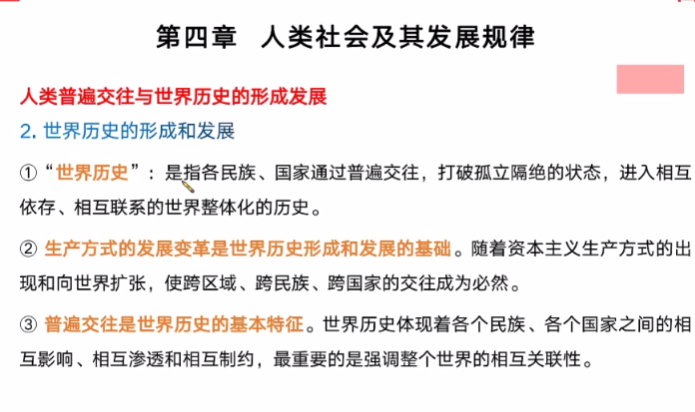 第四章 人类社会及其发展规律
人类普遍交往与世界历史的形成发展
2. 世界历史的形成和发展
①“世界历史”：是指各民族、国家通过普遍交往，打破孤立隔绝的状态，进入相互
依存、相互联系的世界整体化的历史。
② 生产方式的发展变革是世界历史形成和发展的基础。随着资本主义生产方式的出
现和向世界扩张，使跨区域、跨民族、跨国家的交往成为必然。
③ 普遍交往是世界历史的基本特征。世界历史体现着各个民族、各个国家之间的相
互影响、相互渗透和相互制约，最重要的是强调整个世界的相互关联性。